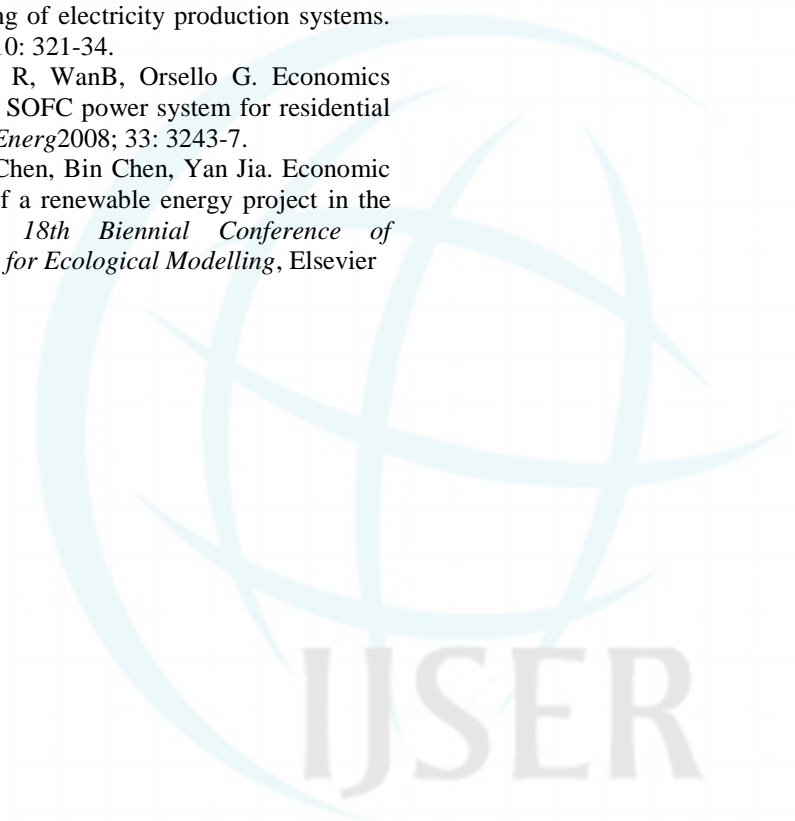 ng of electricity production systems.
10: 321-34.
R, WanB, Orsello G. Economics
SOFC power system for residential
Energ2008; 33: 3243-7.
Chen, Bin Chen, Yan Jia. Economic
f a renewable energy project in the
18th Biennial Conference of
for Ecological Modelling, Elsevier
IJSER